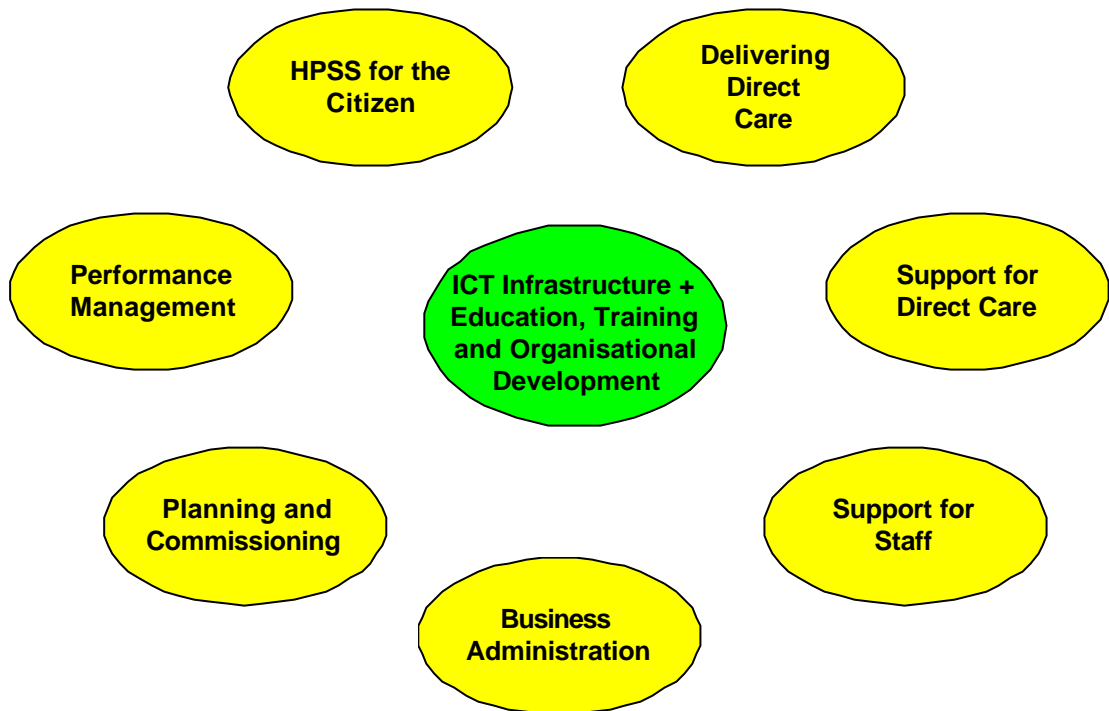 HPSS for the
Citizen
Delivering
Direct
Care
Performance
Management
ICT Infrastructure +
Education, Training
and Organisational
Development
Support for
Direct Care
Planning and
Commissioning
Support for
Staff
Business
Administration